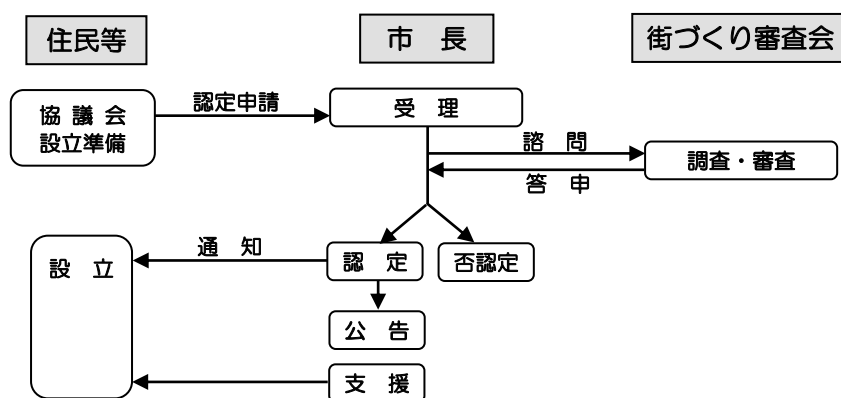 住民等
市　長
街づくり審査会
協 議 会
設立準備
認定申請
受　理
諮　問
答　申
調査・審査
設　立
通　知
認　定
否認定
公　告
支　援